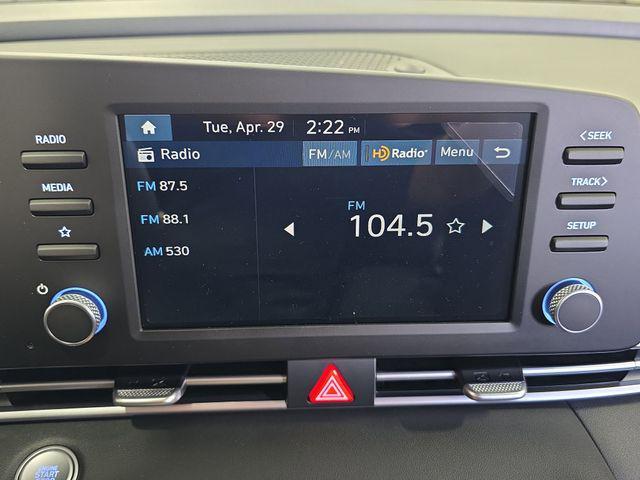 Tue, Apr. 29 2:22 PM
RADIO
<SEEK
Radio FM/AM HD Radio Menu
MEDIA
FM 87.5
TRACK>
FM 88.1
FM
104.5
SETUP
AM 530
ENGINE
START